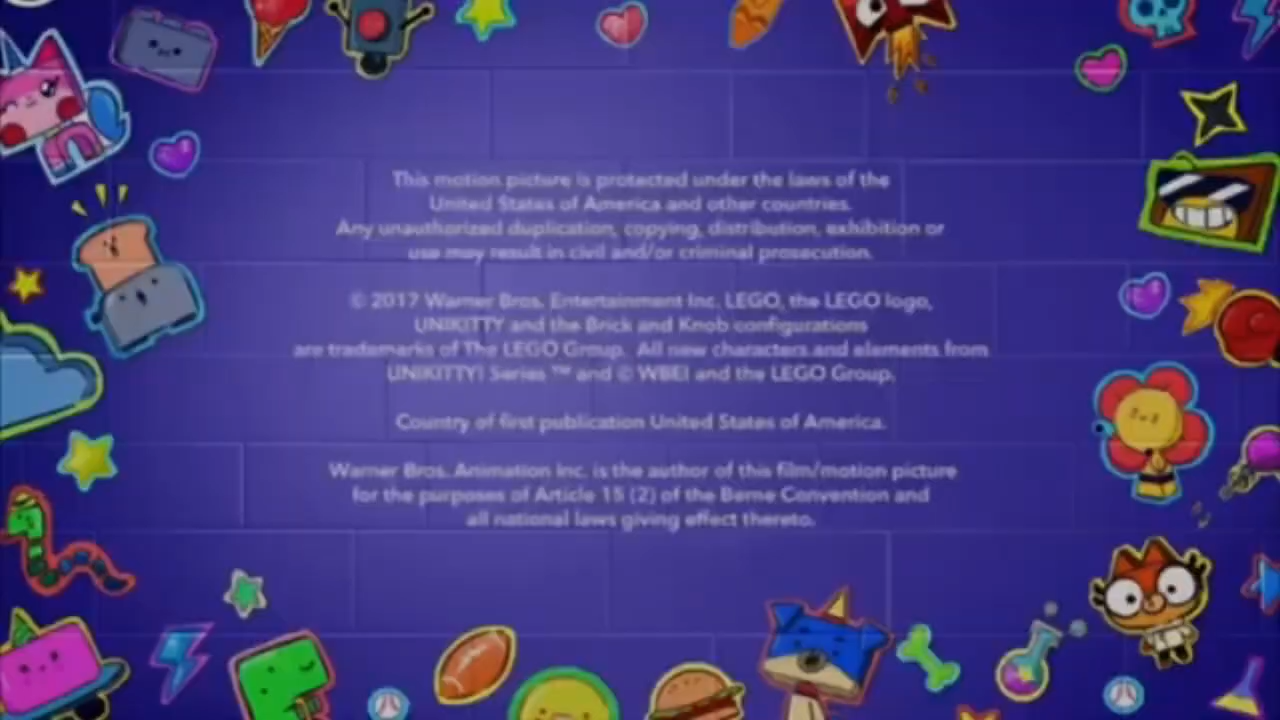 This motion picture is protected under the laws of the
United States of America and other countries.
Any unauthorized duplication, copying, distribution, exhibition or
use may result in civil and/or criminal prosecution.
© 2017 Warner Bros. Entertainment Inc. LEGO, the LEGO logo,
UNIKITTY and the Brick and Knob configurations
are trademarks of The LEGO Group. All new characters and elements from
UNIKITTY! Series ™ and © WBEI and the LEGO Group.
Country of first publication United States of America.
Warner Bros. Animation Inc. is the author of this film/motion picture
for the purposes of Article 15 (2) of the Berne Convention and
all national laws giving effect thereto.